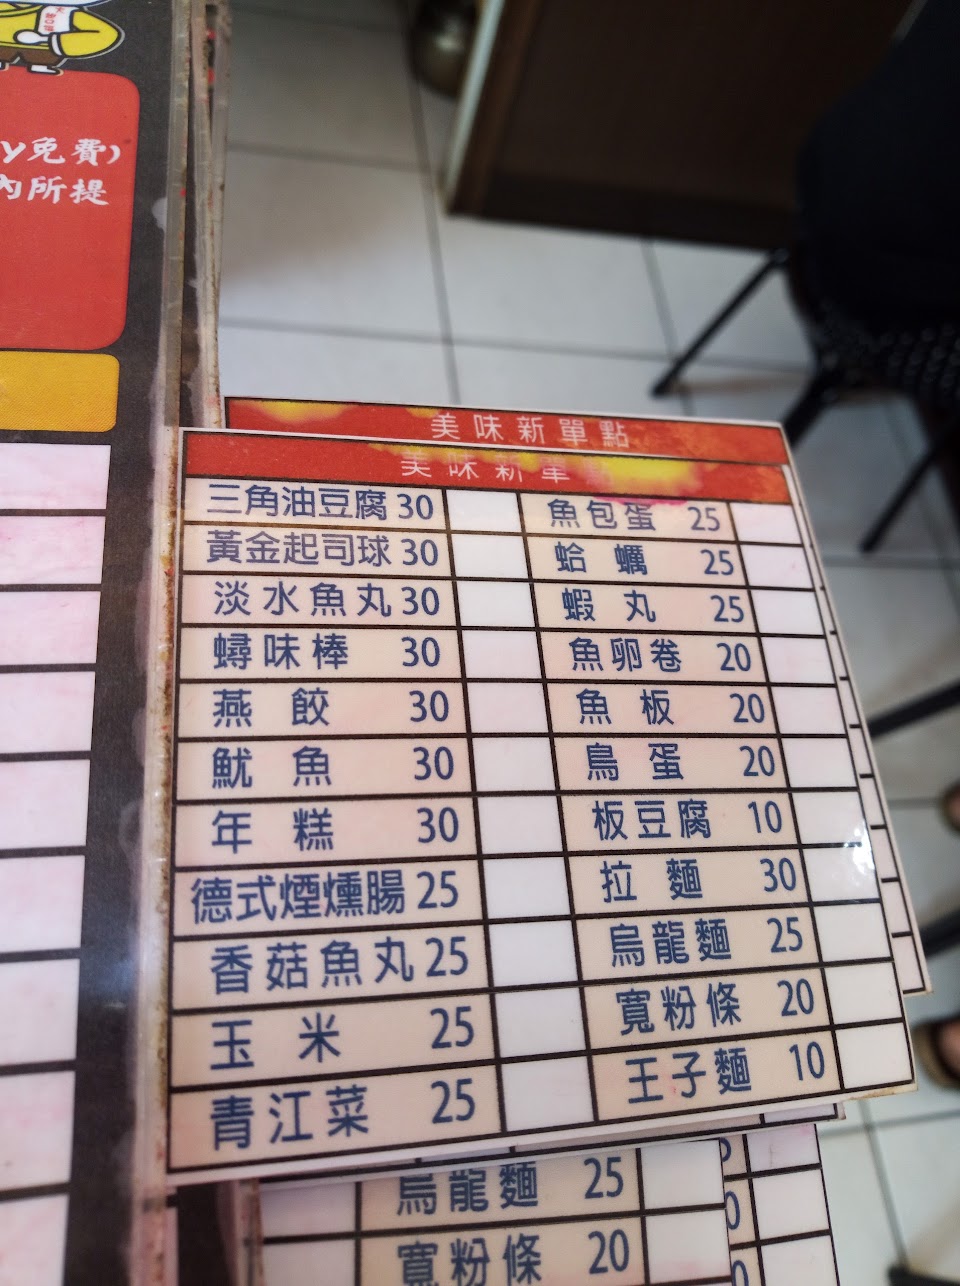 y免費)
內所提
美味新單點
美味新單
三角油豆腐 30
黃金起司球 30
淡水魚丸 30
蟳味棒 30
燕餃 30
魷魚 30
年糕 30
德式煙燻腸 25
香菇魚丸 25
玉米 25
青江菜 25
魚包蛋 25
蛤蠣 25
蝦丸 25
魚卵卷 20
魚板 20
鳥蛋 20
板豆腐 10
拉麵 30
烏龍麵 25
寬粉條 20
王子麵 10
烏龍麵 25
寬粉條 20